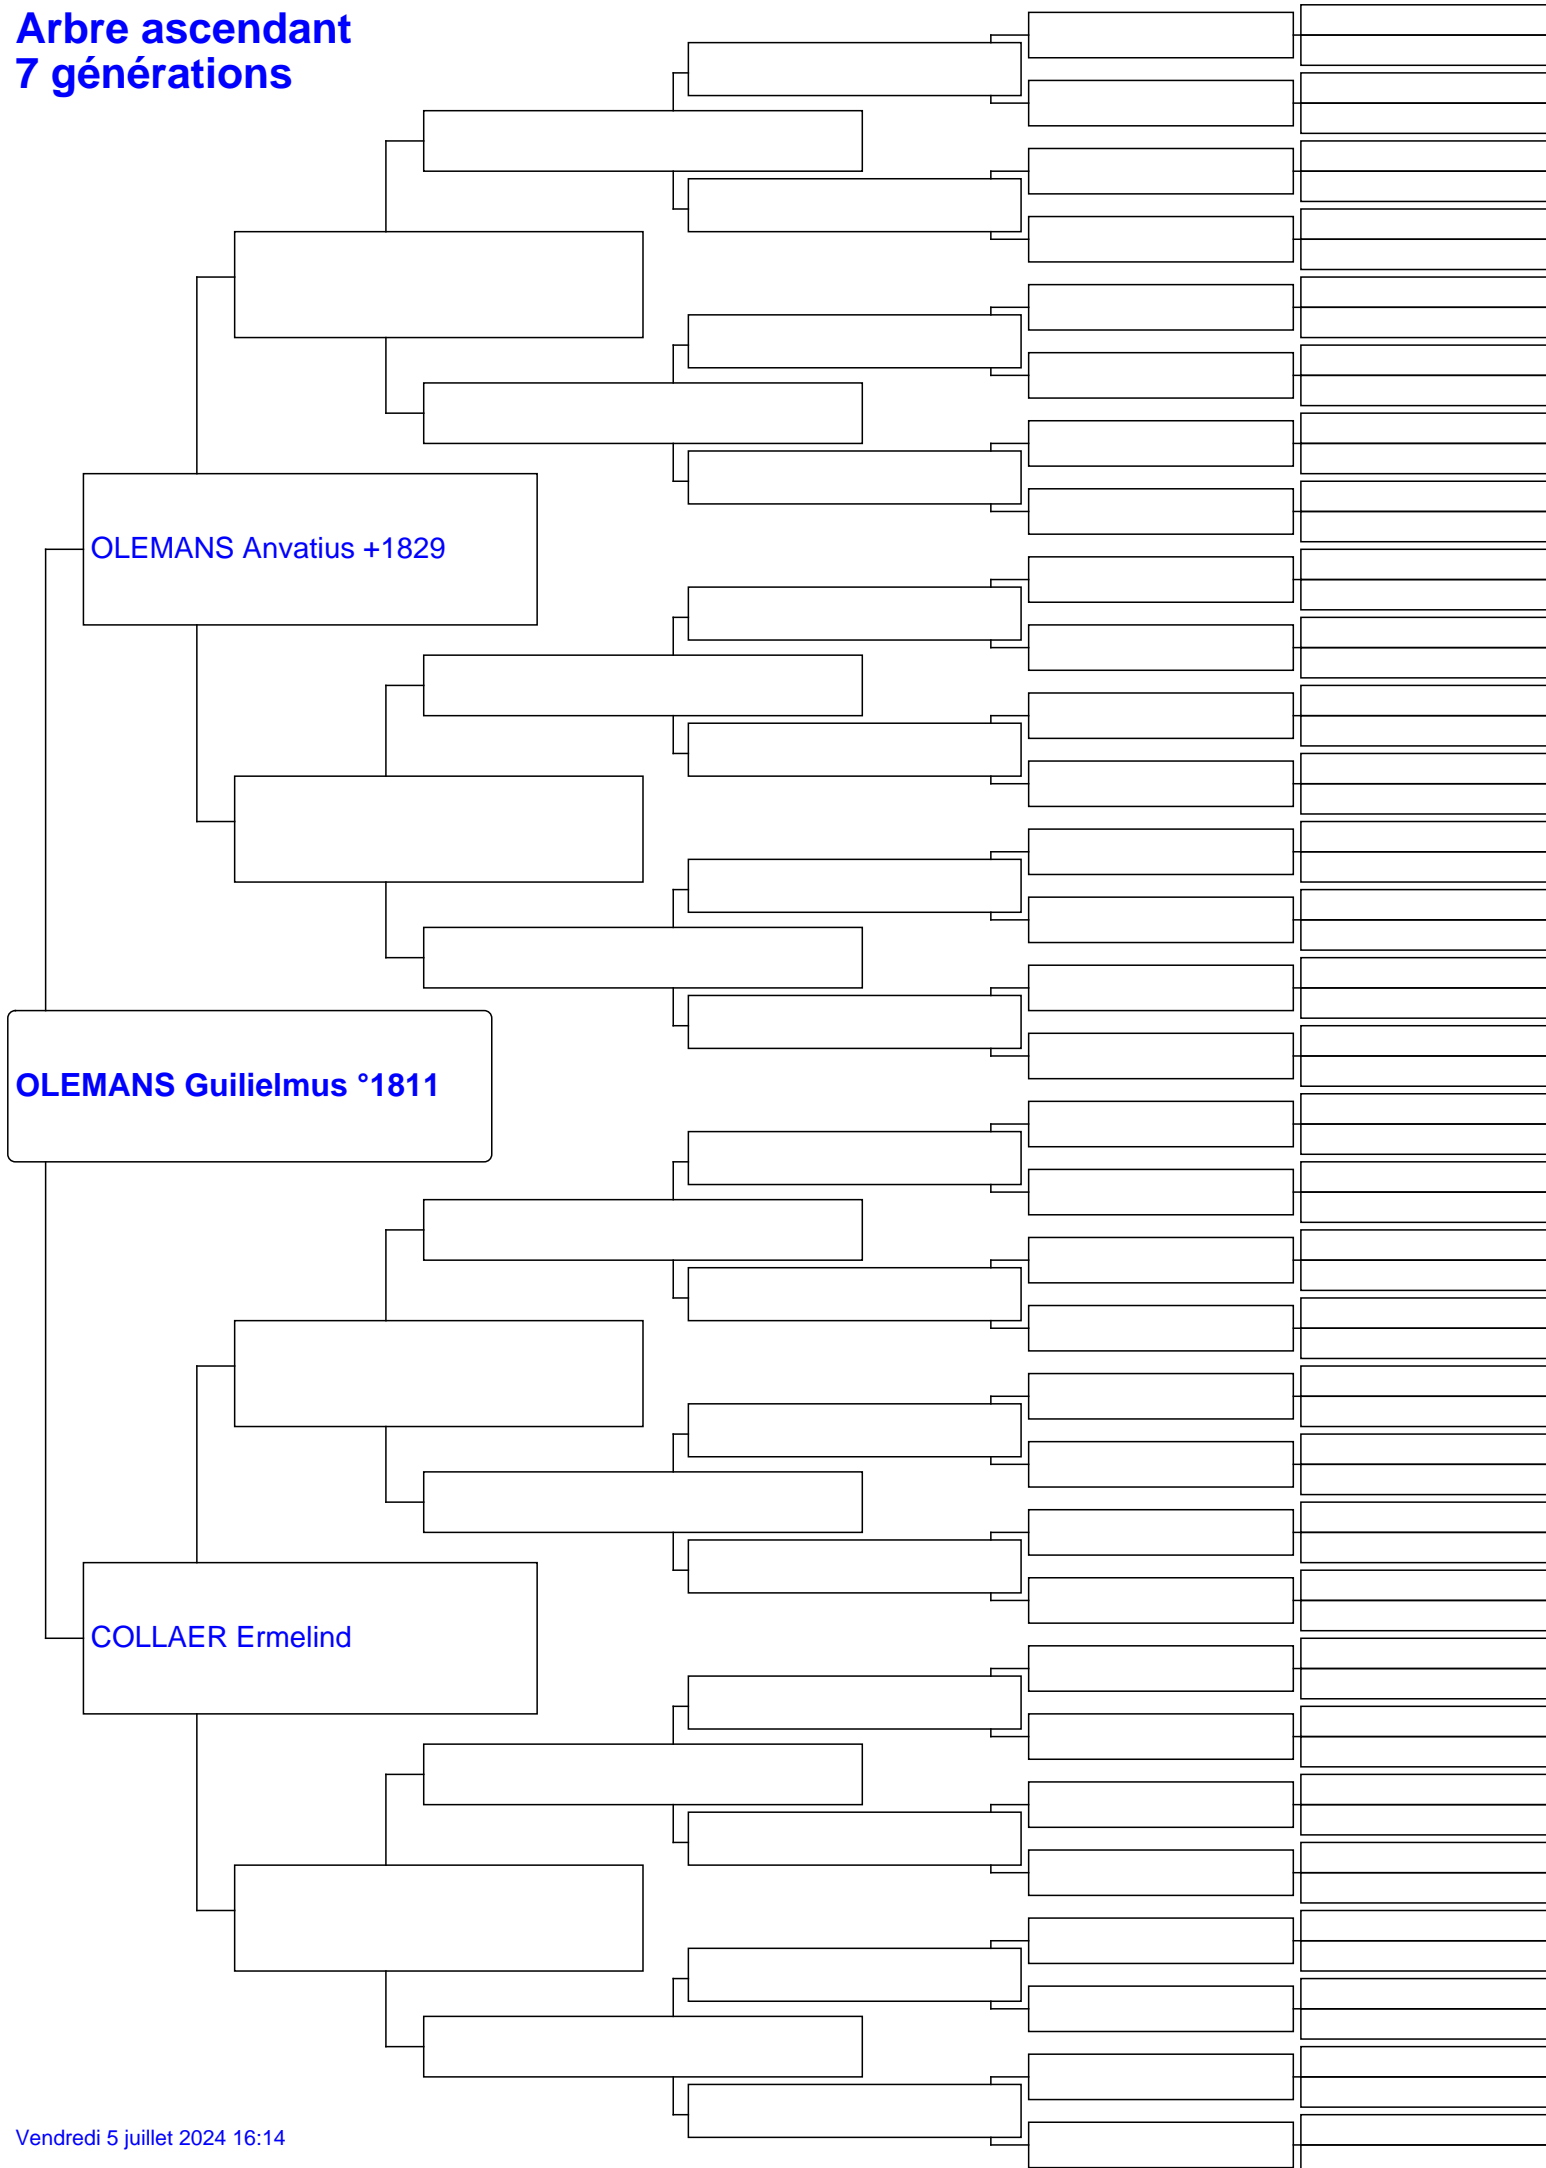 Arbre ascendant
7 générations
OLEMANS Anvatius +1829
OLEMANS Guilielmus °1811
COLLAER Ermelind
Vendredi 5 juillet 2024 16:14